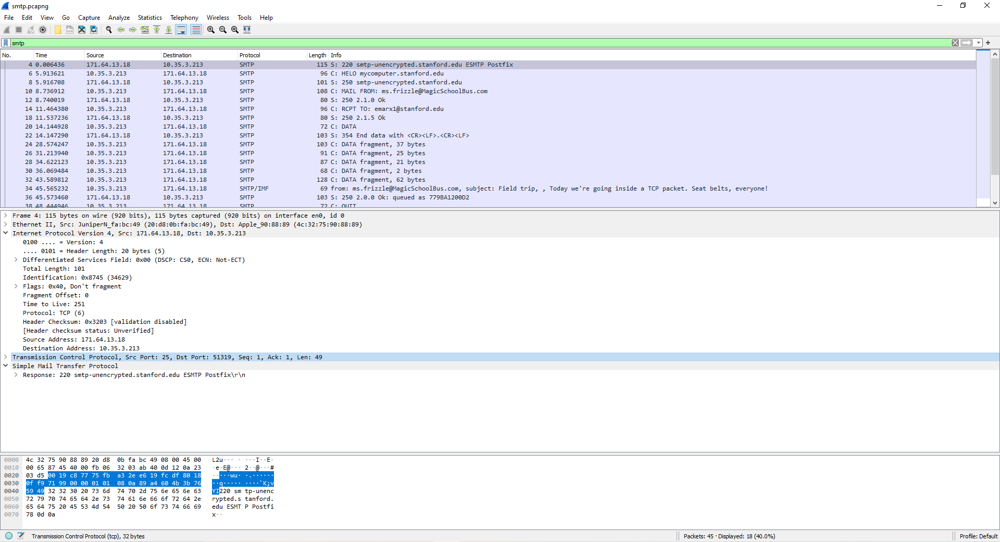 smtp.pcapng
File Edit View Go Capture Analyze Statistics Telephony Wireless Tools Help
smtp
No. Time Source Destination Protocol Length Info
4 0.006436 171.64.13.18 10.35.3.213 SMTP 115 S: 220 smtp-unencrypted.stanford.edu ESMTP Postfix
6 5.913621 10.35.3.213 171.64.13.18 SMTP 96 C: HELO mycomputer.stanford.edu
8 5.916708 171.64.13.18 10.35.3.213 SMTP 101 S: 250 smtp-unencrypted.stanford.edu
10 8.736912 10.35.3.213 171.64.13.18 SMTP 108 C: MAIL FROM: ms.frizzle@MagicSchoolBus.com
12 8.740019 171.64.13.18 10.35.3.213 SMTP 80 S: 250 2.1.0 Ok
14 11.464380 10.35.3.213 171.64.13.18 SMTP 96 C: RCPT TO: emarx1@stanford.edu
18 11.537236 171.64.13.18 10.35.3.213 SMTP 80 S: 250 2.1.5 Ok
20 14.144928 10.35.3.213 171.64.13.18 SMTP 72 C: DATA
22 14.147290 171.64.13.18 10.35.3.213 SMTP 103 S: 354 End data with <CR><LF>.<CR><LF>
24 28.574247 10.35.3.213 171.64.13.18 SMTP 103 C: DATA fragment, 37 bytes
26 31.213940 10.35.3.213 171.64.13.18 SMTP 91 C: DATA fragment, 25 bytes
28 34.622123 10.35.3.213 171.64.13.18 SMTP 87 C: DATA fragment, 21 bytes
30 36.069484 10.35.3.213 171.64.13.18 SMTP 68 C: DATA fragment, 2 bytes
32 43.589812 10.35.3.213 171.64.13.18 SMTP 128 C: DATA fragment, 62 bytes
34 45.565232 10.35.3.213 171.64.13.18 SMTP/IMF 69 from: ms.frizzle@MagicSchoolBus.com, subject: Field trip, , Today we're going inside a TCP packet. Seat belts, everyone!
36 45.573460 171.64.13.18 10.35.3.213 SMTP 103 S: 250 2.0.0 Ok: queued as 779BA1200D2
38 48.444946 10.35.3.213 171.64.13.18 SMTP 72 C: QUIT
Frame 4: 115 bytes on wire (920 bits), 115 bytes captured (920 bits) on interface en0, id 0
Ethernet II, Src: JuniperN_fa:bc:49 (20:d8:0b:fa:bc:49), Dst: Apple_90:88:89 (4c:32:75:90:88:89)
Internet Protocol Version 4, Src: 171.64.13.18, Dst: 10.35.3.213
0100 .... = Version: 4
.... 0101 = Header Length: 20 bytes (5)
Differentiated Services Field: 0x00 (DSCP: CS0, ECN: Not-ECT)
Total Length: 101
Identification: 0x8745 (34629)
Flags: 0x40, Don't fragment
Fragment Offset: 0
Time to Live: 251
Protocol: TCP (6)
Header Checksum: 0x3203 [validation disabled]
[Header checksum status: Unverified]
Source Address: 171.64.13.18
Destination Address: 10.35.3.213
Transmission Control Protocol, Src Port: 25, Dst Port: 51319, Seq: 1, Ack: 1, Len: 49
Simple Mail Transfer Protocol
Response: 220 smtp-unencrypted.stanford.edu ESMTP Postfix\r\n
0000 4c 32 75 90 88 89 20 d8 0b fa bc 49 08 00 45 00 L2u··· · ···I··E·
0010 00 65 87 45 40 00 fb 06 32 03 ab 40 0d 12 0a 23 ·e·E@··· 2··@···#
0020 03 d5 00 19 c8 77 75 fb a3 2e e6 19 fc df 80 18 ·····wu· ·.······
0030 0f f9 71 99 00 00 01 01 08 0a 89 a4 60 4b 3b 76 ··q····· ····`K;v
0040 59 49 32 32 30 20 73 6d 74 70 2d 75 6e 65 6e 63 YI220 sm tp-unenc
0050 72 79 70 74 65 64 2e 73 74 61 6e 66 6f 72 64 2e rypted.s tanford.
0060 65 64 75 20 45 53 4d 54 50 20 50 6f 73 74 66 69 edu ESMT P Postfi
0070 78 0d 0a x··
Transmission Control Protocol (tcp), 32 bytes
Packets: 45 · Displayed: 18 (40.0%)
Profile: Default